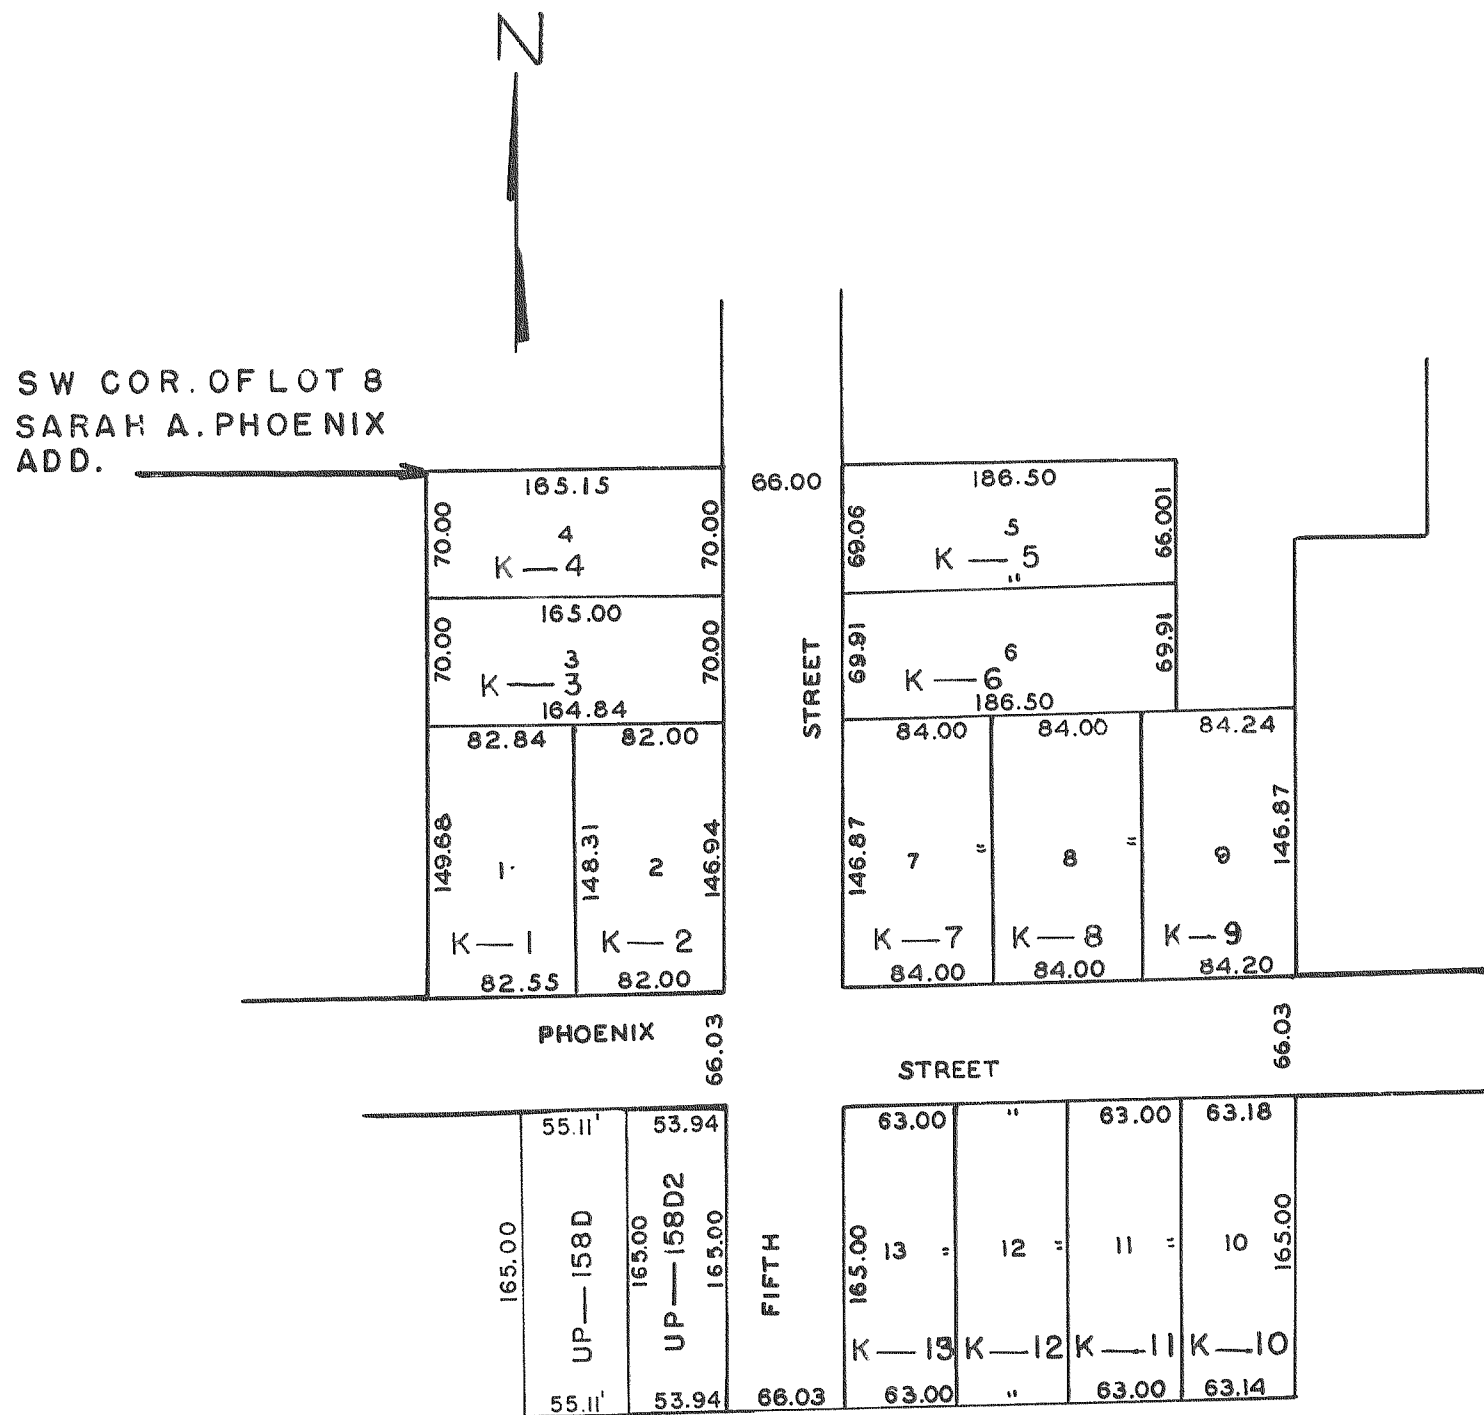 N
SW COR. OF LOT 8
SARAH A. PHOENIX
ADD.
165.15
66.00
186.50
70.00
4
K—4
70.00
69.06
5
K—5
"
66.001
165.00
70.00
3
K—3
70.00
164.84
STREET
69.91
6
K—6
69.91
186.50
82.84
82.00
84.00
84.00
84.24
149.68
1
148.31
2
146.94
146.87
7
"
8
"
9
146.87
K—1
K—2
K—7
K—8
K—9
82.55
82.00
84.00
84.00
84.20
PHOENIX
66.03
STREET
66.03
55.11'
53.94
63.00
"
63.00
63.18
165.00
UP—158D
165.00
UP—158D2
165.00
FIFTH
165.00
13
"
12
"
11
"
10
165.00
K—13
K—12
K—11
K—10
55.11'
53.94
66.03
63.00
"
63.00
63.14